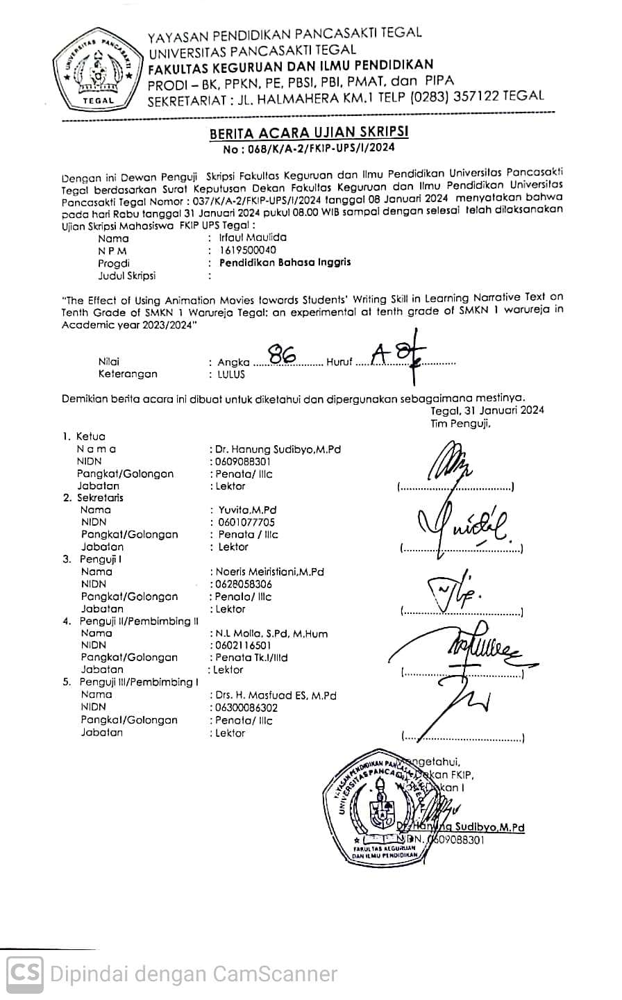 UNIVERSITAS PANCASAKTI
TEGAL
YAYASAN PENDIDIKAN PANCASAKTI TEGAL
UNIVERSITAS PANCASAKTI TEGAL
FAKULTAS KEGURUAN DAN ILMU PENDIDIKAN
PRODI – BK, PPKN, PE, PBSI, PBI, PMAT, dan PIPA
SEKRETARIAT : JL. HALMAHERA KM.1 TELP (0283) 357122 TEGAL
BERITA ACARA UJIAN SKRIPSI
No : 068/K/A-2/FKIP-UPS/I/2024
Dengan ini Dewan Penguji Skripsi Fakultas Keguruan dan Ilmu Pendidikan Universitas Pancasakti
Tegal berdasarkan Surat Keputusan Dekan Fakultas Keguruan dan Ilmu Pendidikan Universitas
Pancasakti Tegal Nomor : 037/K/A-2/FKIP-UPS/I/2024 tanggal 08 Januari 2024 menyatakan bahwa
pada hari Rabu tanggal 31 Januari 2024 pukul 08.00 WIB sampai dengan selesai telah dilaksanakan
Ujian Skripsi Mahasiswa FKIP UPS Tegal :
Nama : Irfaul Maulida
N P M : 1619500040
Progdi : Pendidikan Bahasa Inggris
Judul Skripsi :
"The Effect of Using Animation Movies towards Students' Writing Skill in Learning Narrative Text on
Tenth Grade of SMKN 1 Warureja Tegal: an experimental at tenth grade of SMKN 1 warureja in
Academic year 2023/2024"
Nilai : Angka ..... 86 ..... Huruf ..... A .....
Keterangan : LULUS
Demikian berita acara ini dibuat untuk diketahui dan dipergunakan sebagaimana mestinya.
Tegal, 31 Januari 2024
Tim Penguji,
1. Ketua
N a m a : Dr. Hanung Sudibyo,M.Pd
NIDN : 0609088301
Pangkat/Golongan : Penata/ IIIc
Jabatan : Lektor (.....)
2. Sekretaris
Nama : Yuvita,M.Pd
NIDN : 0601077705
Pangkat/Golongan : Penata / IIIc
Jabatan : Lektor (.....)
3. Penguji I
Nama : Noeris Meiristiani,M.Pd
NIDN : 0628058306
Pangkat/Golongan : Penata/ IIIc
Jabatan : Lektor (.....)
4. Penguji II/Pembimbing II
Nama : N.L Molla, S.Pd, M.Hum
NIDN : 0602116501
Pangkat/Golongan : Penata Tk.I/IIId
Jabatan : Lektor (.....)
5. Penguji III/Pembimbing I
Nama : Drs. H. Masfuad ES, M.Pd
NIDN : 06300086302
Pangkat/Golongan : Penata/ IIIc
Jabatan : Lektor (.....)
Mengetahui,
Dekan FKIP,
Dekan I
Dr. Hanung Sudibyo,M.Pd
NIDN. 0609088301
YAYASAN PENDIDIKAN PANCASAKTI TEGAL
UNIVERSITAS PANCASAKTI TEGAL
FAKULTAS KEGURUAN
DAN ILMU PENDIDIKAN
CS Dipindai dengan CamScanner